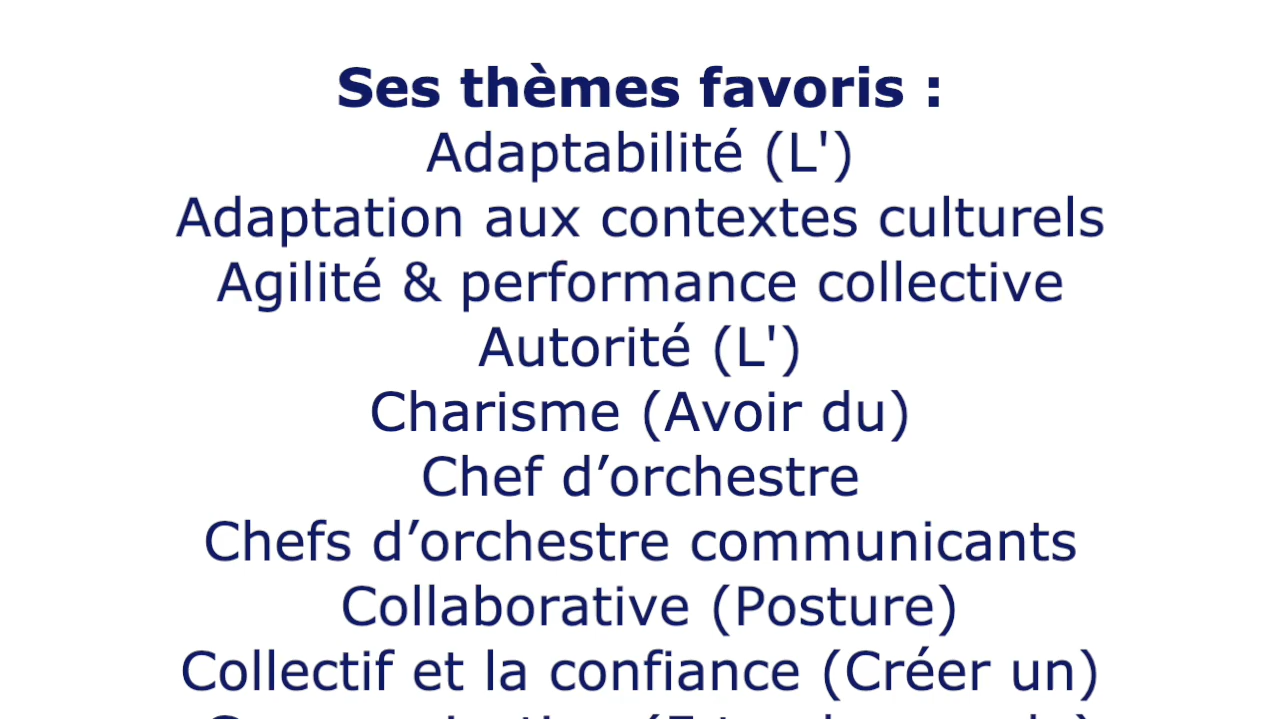 Ses thèmes favoris :
Adaptabilité (L')
Adaptation aux contextes culturels
Agilité & performance collective
Autorité (L')
Charisme (Avoir du)
Chef d’orchestre
Chefs d’orchestre communicants
Collaborative (Posture)
Collectif et la confiance (Créer un)